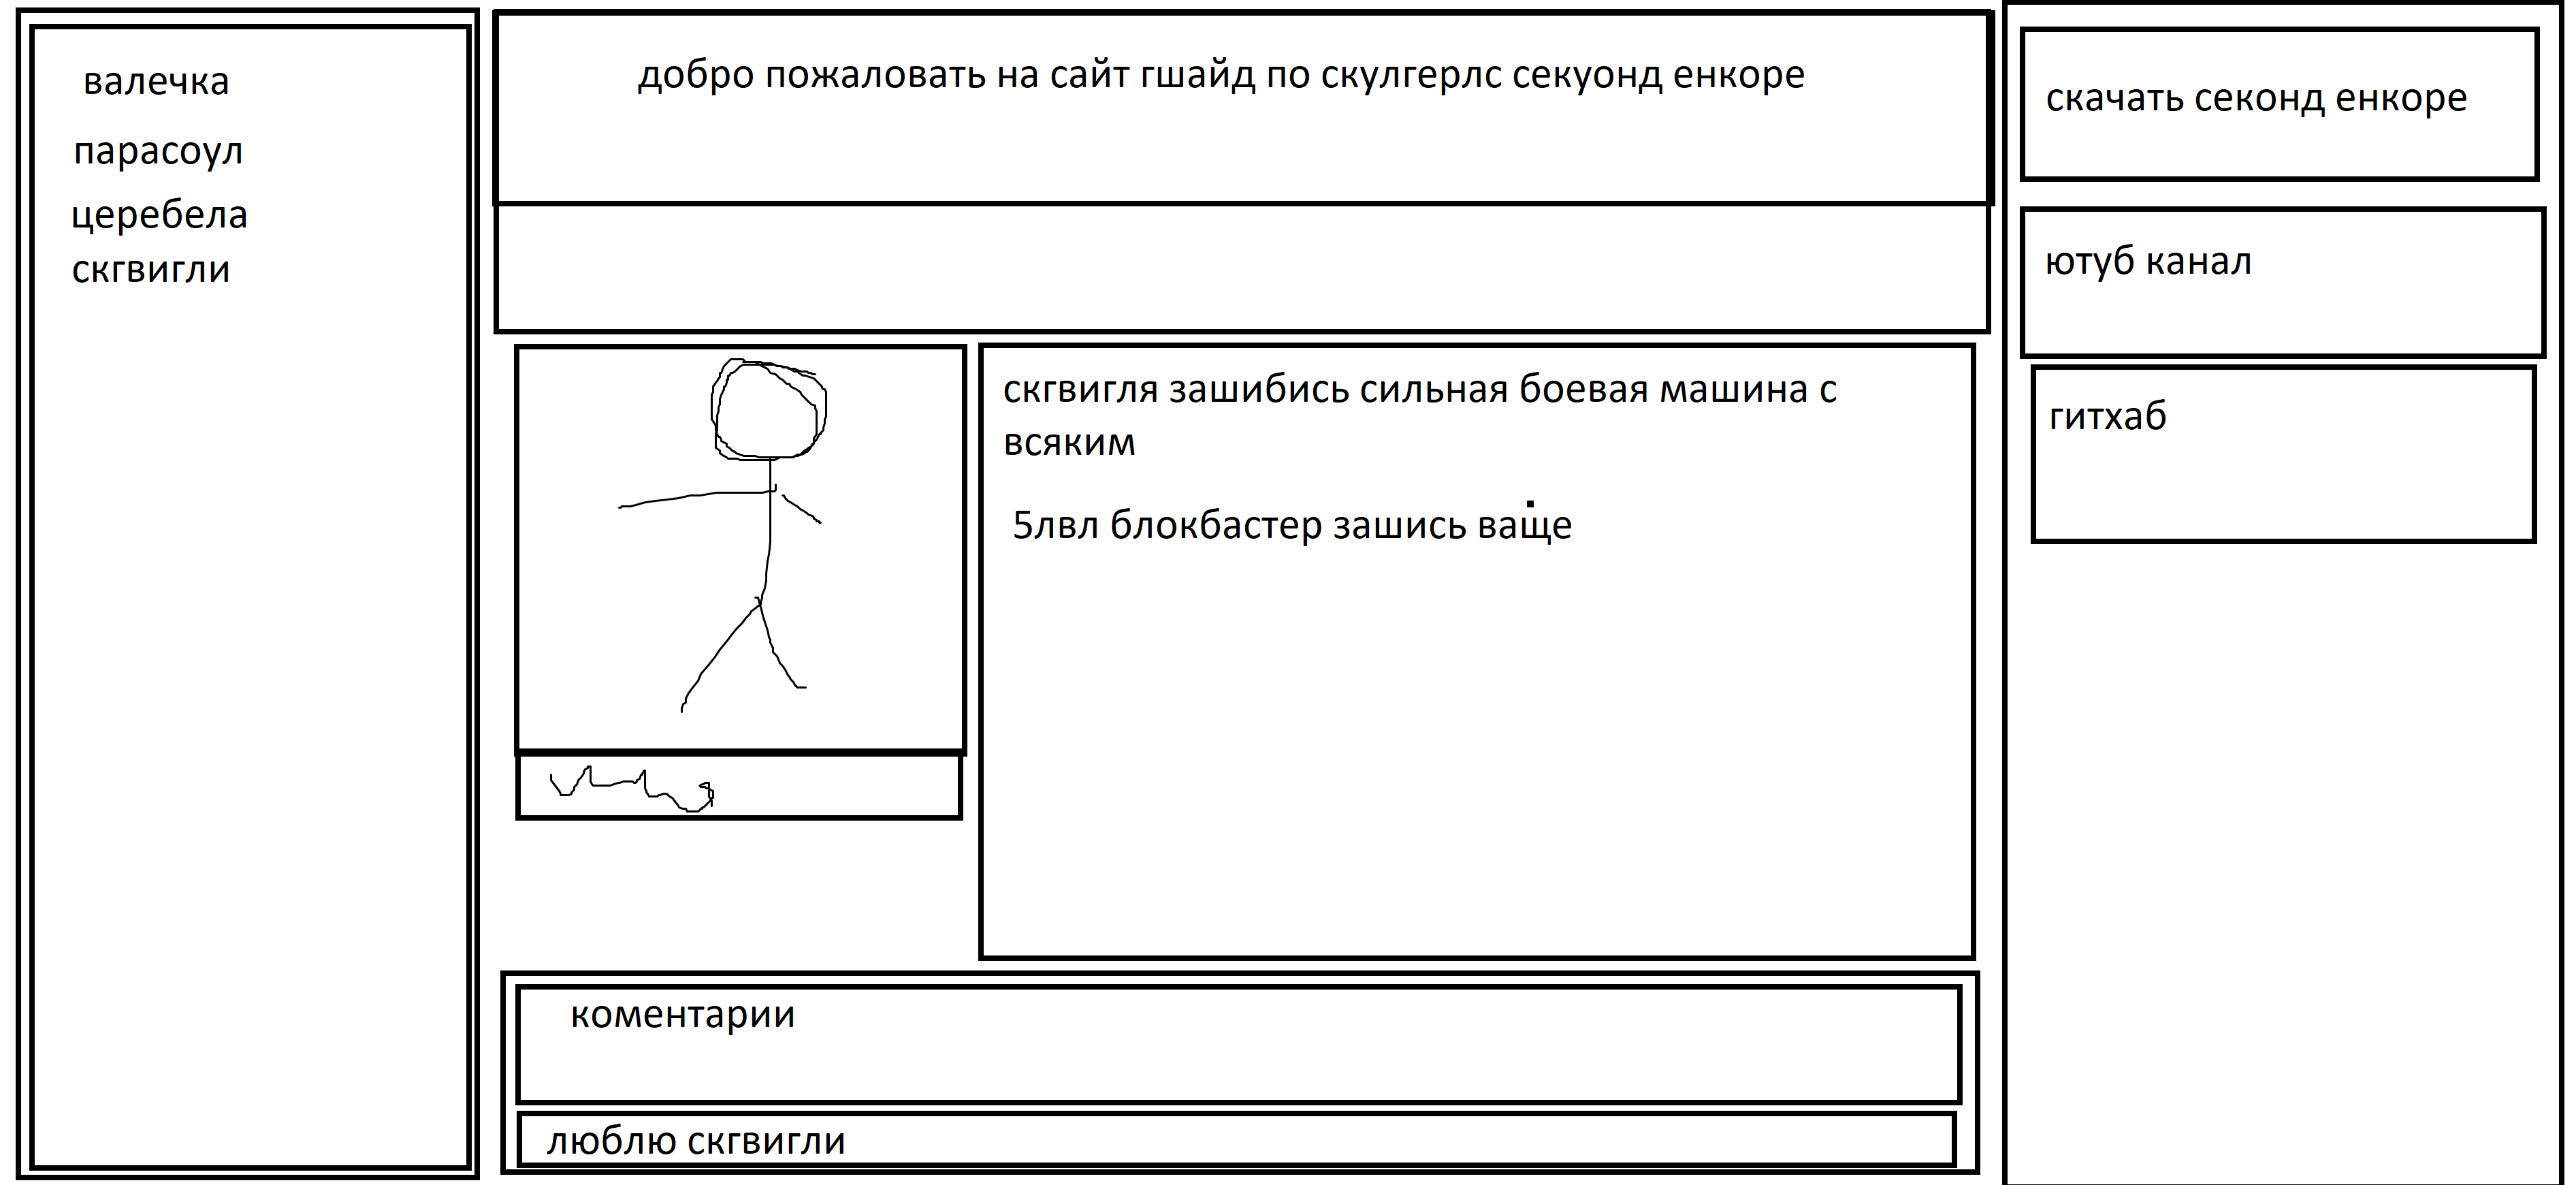 валечка
парасоул
церебела
скгвигли
добро пожаловать на сайт гшайд по скулгерлс секуонд енкоре
скгвигля зашибись сильная боевая машина с
всяким
5лвл блокбастер зашись ваще
коментарии
люблю скгвигли
скачать секонд енкоре
ютуб канал
гитхаб